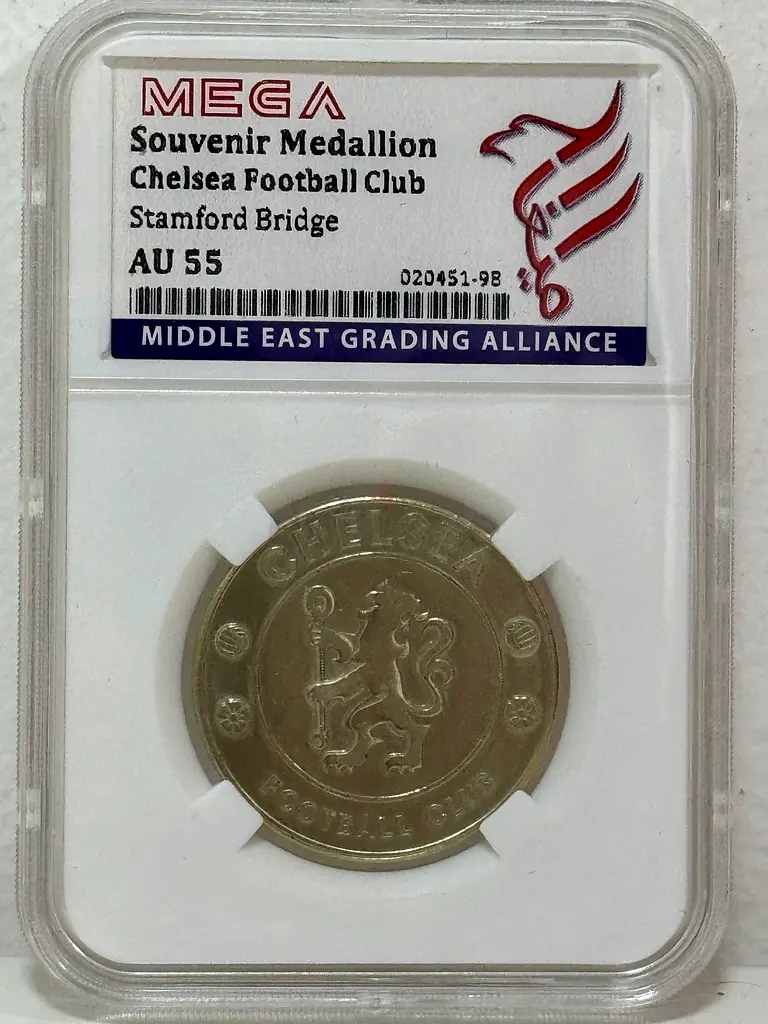 MEGA
Souvenir Medallion
Chelsea Football Club
Stamford Bridge
AU 55
020451-98
MIDDLE EAST GRADING ALLIANCE
CHELSEA
FOOTBALL CLUB